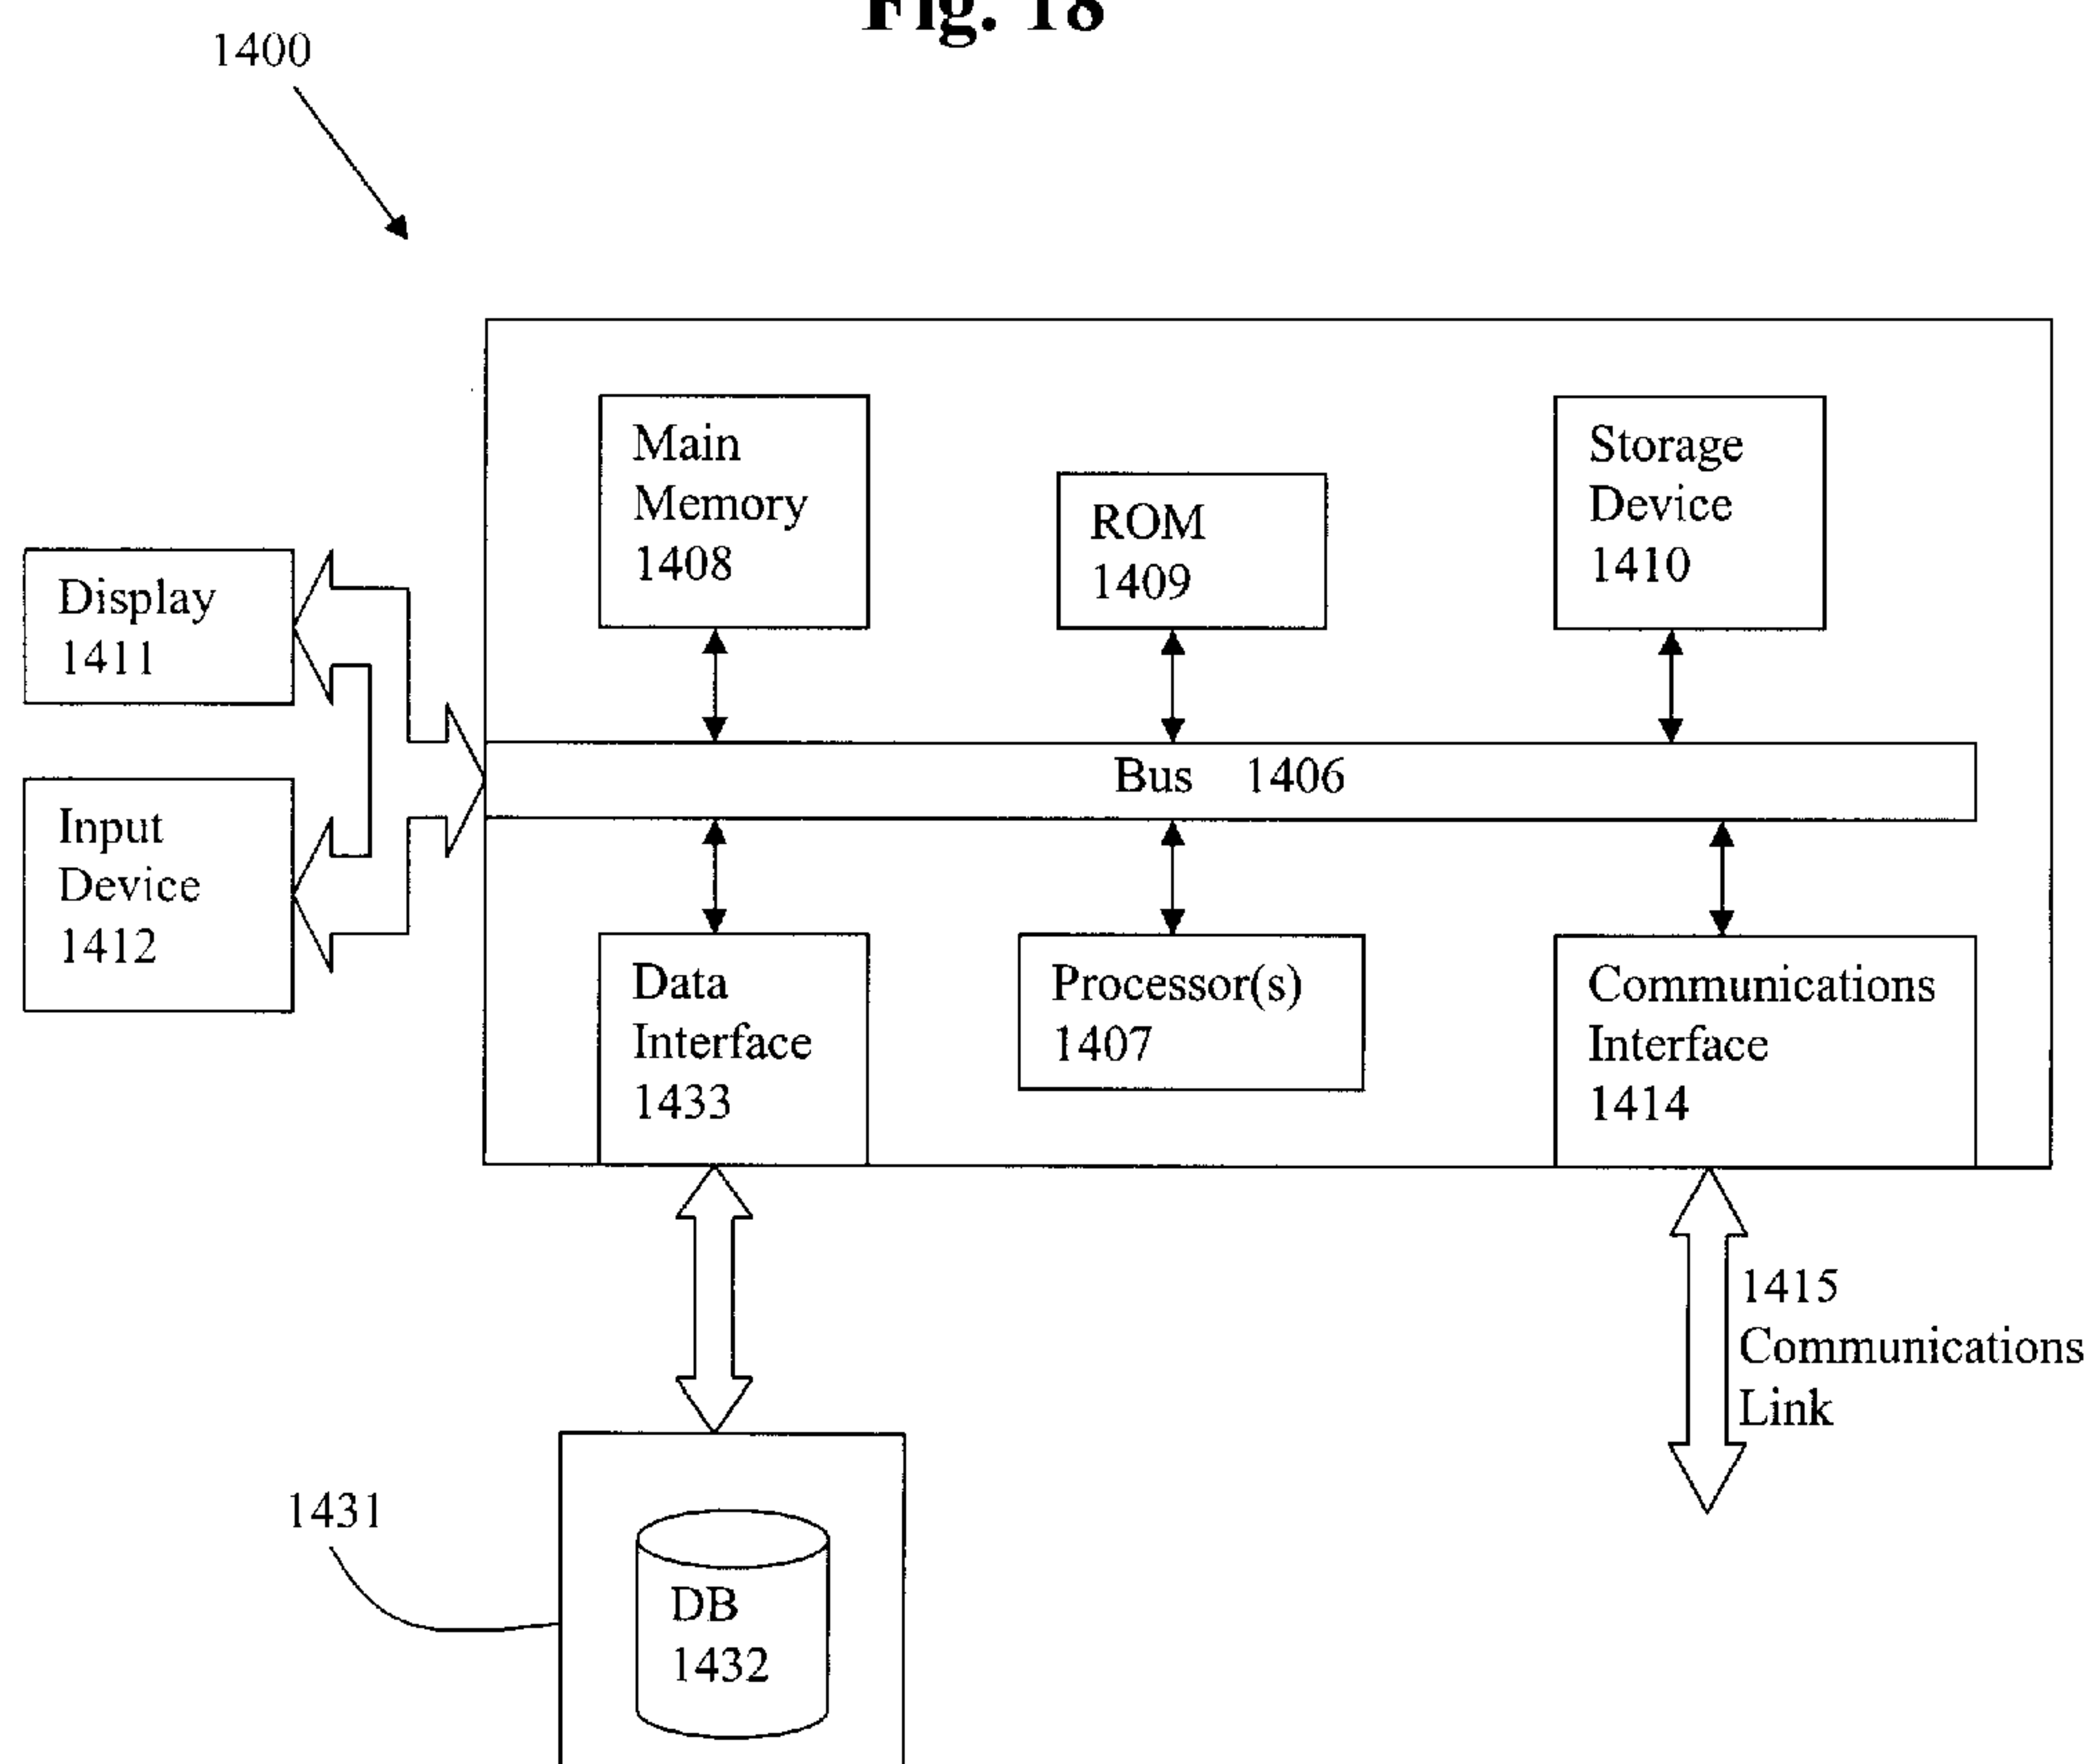 Fig. 18
1400
Main
Memory
1408
ROM
1409
Storage
Device
1410
Display
1411
Bus 1406
Input
Device
1412
Data
Interface
1433
Processor(s)
1407
Communications
Interface
1414
1415
Communications
Link
1431
DB
1432